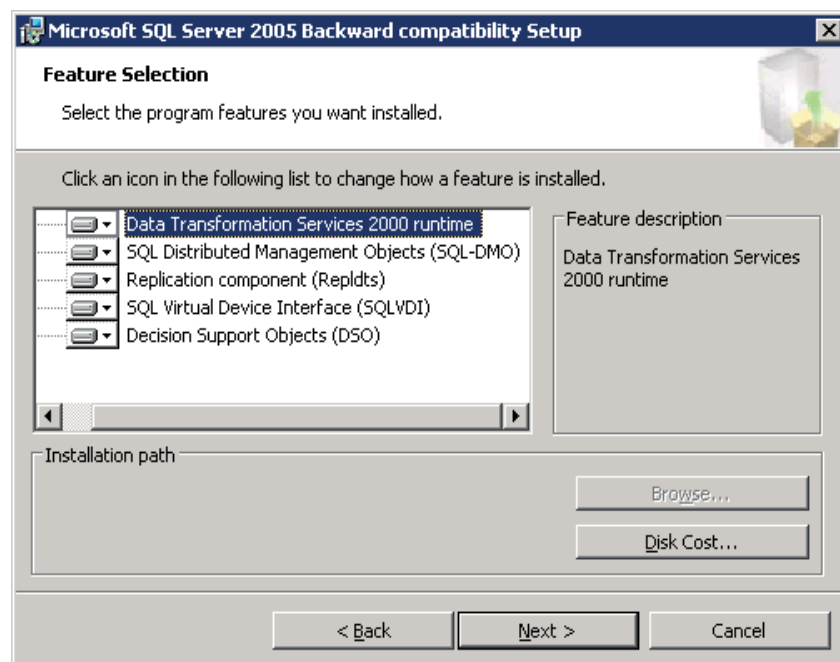 Microsoft SQL Server 2005 Backward compatibility Setup
Feature Selection
Select the program features you want installed.
Click an icon in the following list to change how a feature is installed.
Data Transformation Services 2000 runtime
SQL Distributed Management Objects (SQL-DMO)
Replication component (Repldts)
SQL Virtual Device Interface (SQLVDI)
Decision Support Objects (DSO)
Feature description
Data Transformation Services
2000 runtime
Installation path
Browse...
Disk Cost...
< Back
Next >
Cancel